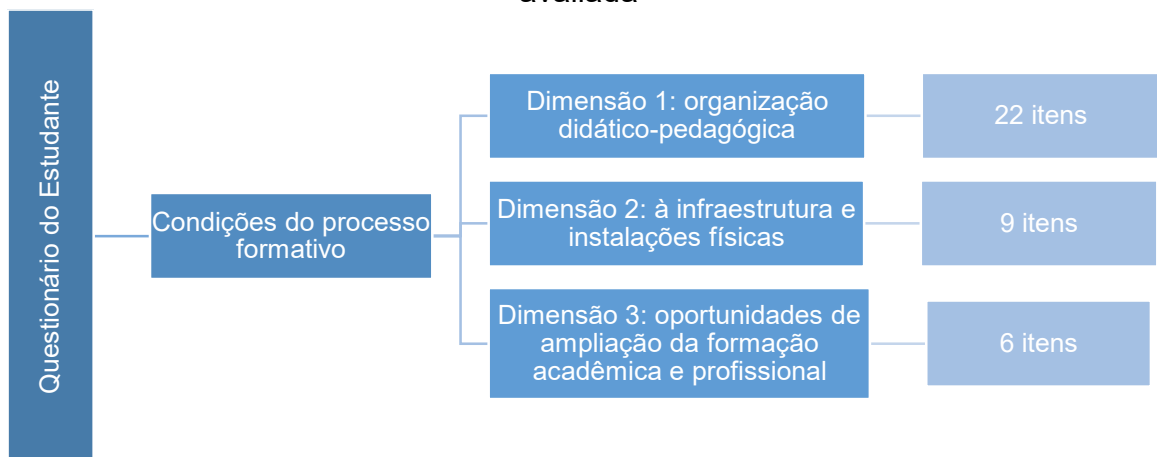 avaliada
Questionário do Estudante
Condições do processo
formativo
Dimensão 1: organização
didático-pedagógica
22 itens
Dimensão 2: à infraestrutura e
instalações físicas
9 itens
Dimensão 3: oportunidades de
ampliação da formação
acadêmica e profissional
6 itens